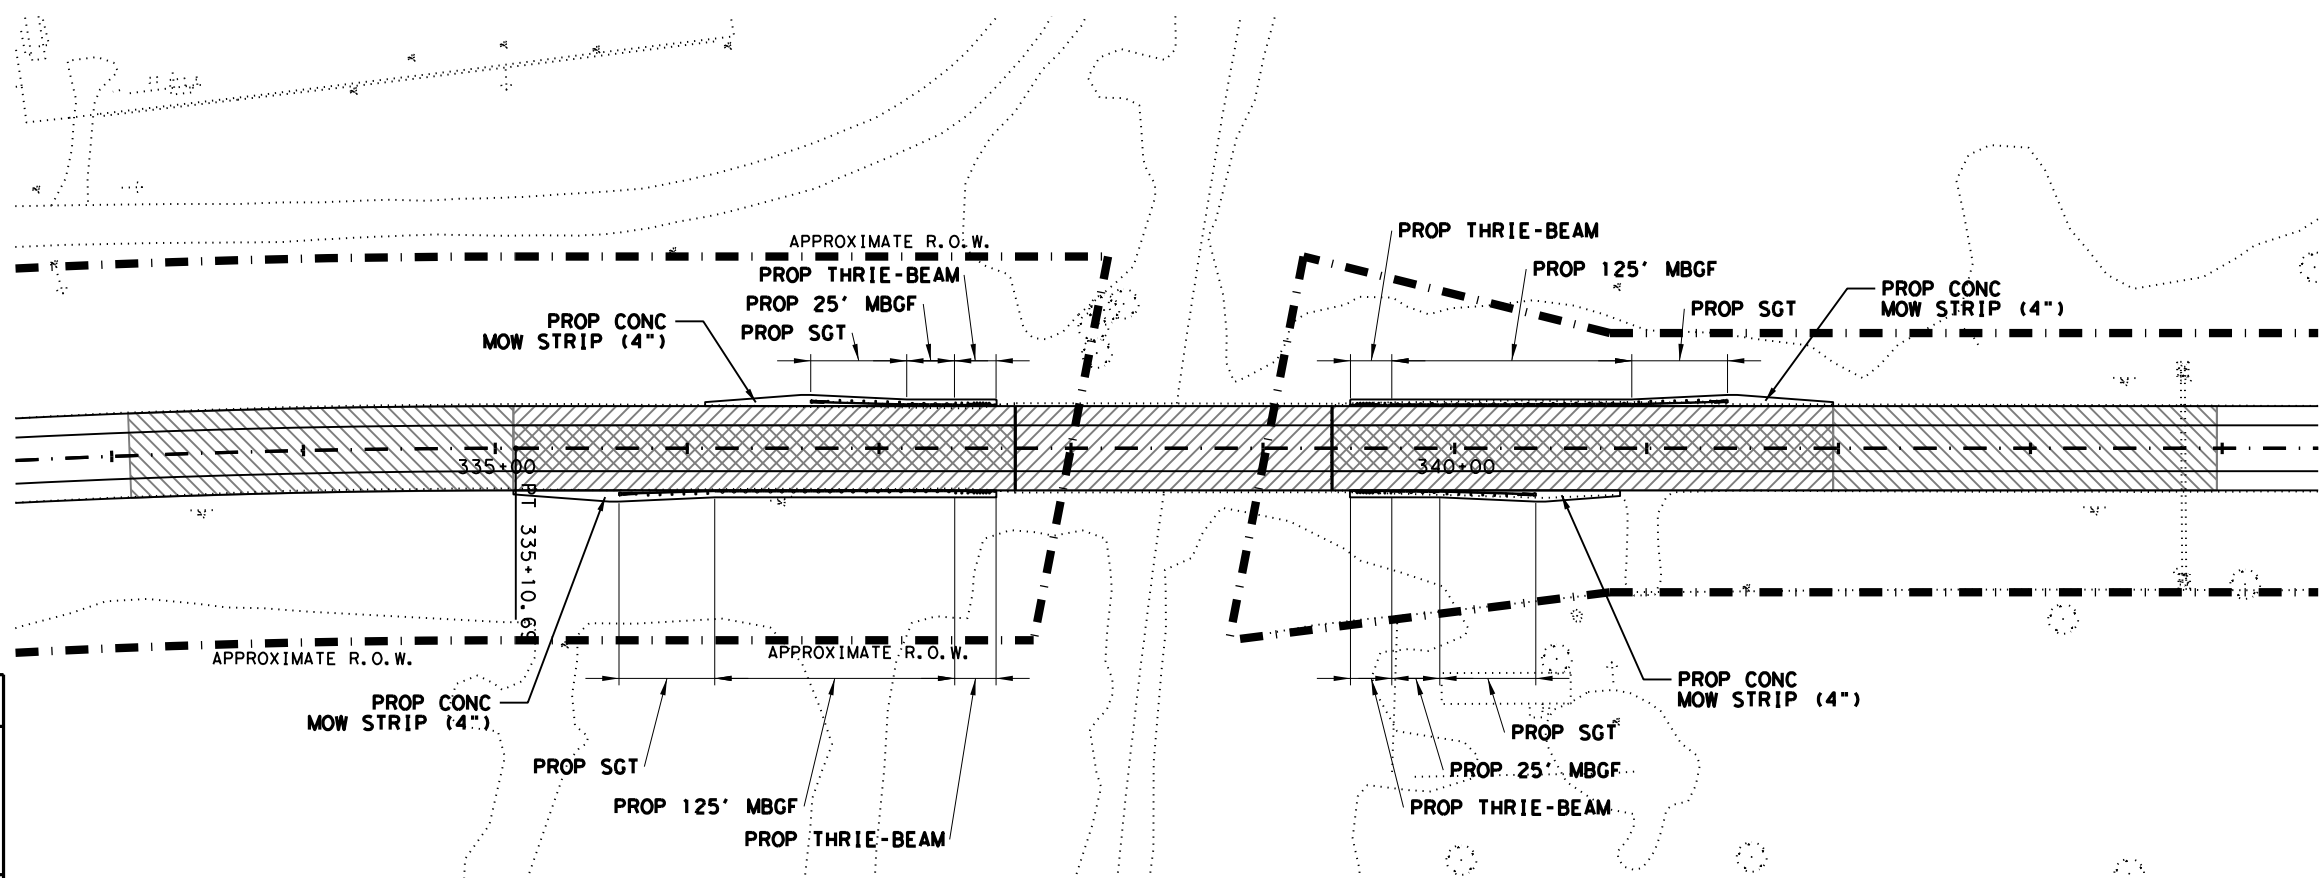 APPROXIMATE R.O.W.
PROP THRIE-BEAM
PROP 25' MBGF
PROP SGT
PROP CONC
MOW STRIP (4")
PROP THRIE-BEAM
PROP 125' MBGF
PROP SGT
PROP CONC
MOW STRIP (4")
335+00
340+00
PT 335+10.69
APPROXIMATE R.O.W.
APPROXIMATE R.O.W.
PROP CONC
MOW STRIP (4")
PROP SGT
PROP 125' MBGF
PROP THRIE-BEAM
PROP CONC
MOW STRIP (4")
PROP SGT
PROP 25' MBGF
PROP THRIE-BEAM